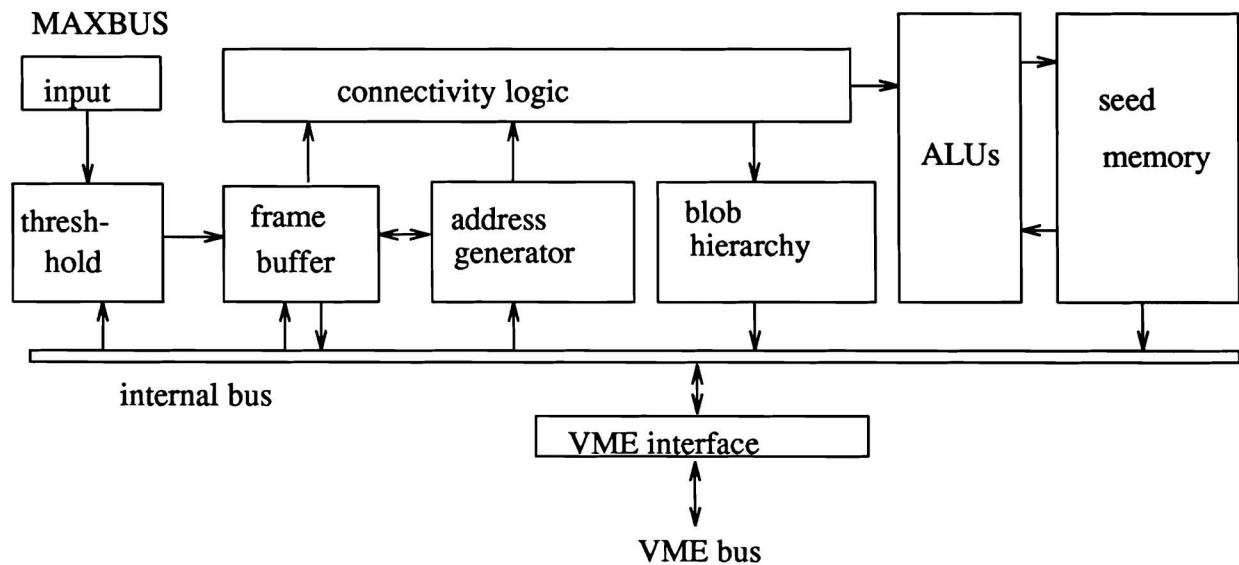 MAXBUS
input
connectivity logic
ALUs
seed
memory
thresh-
hold
frame
buffer
address
generator
blob
hierarchy
internal bus
VME interface
VME bus